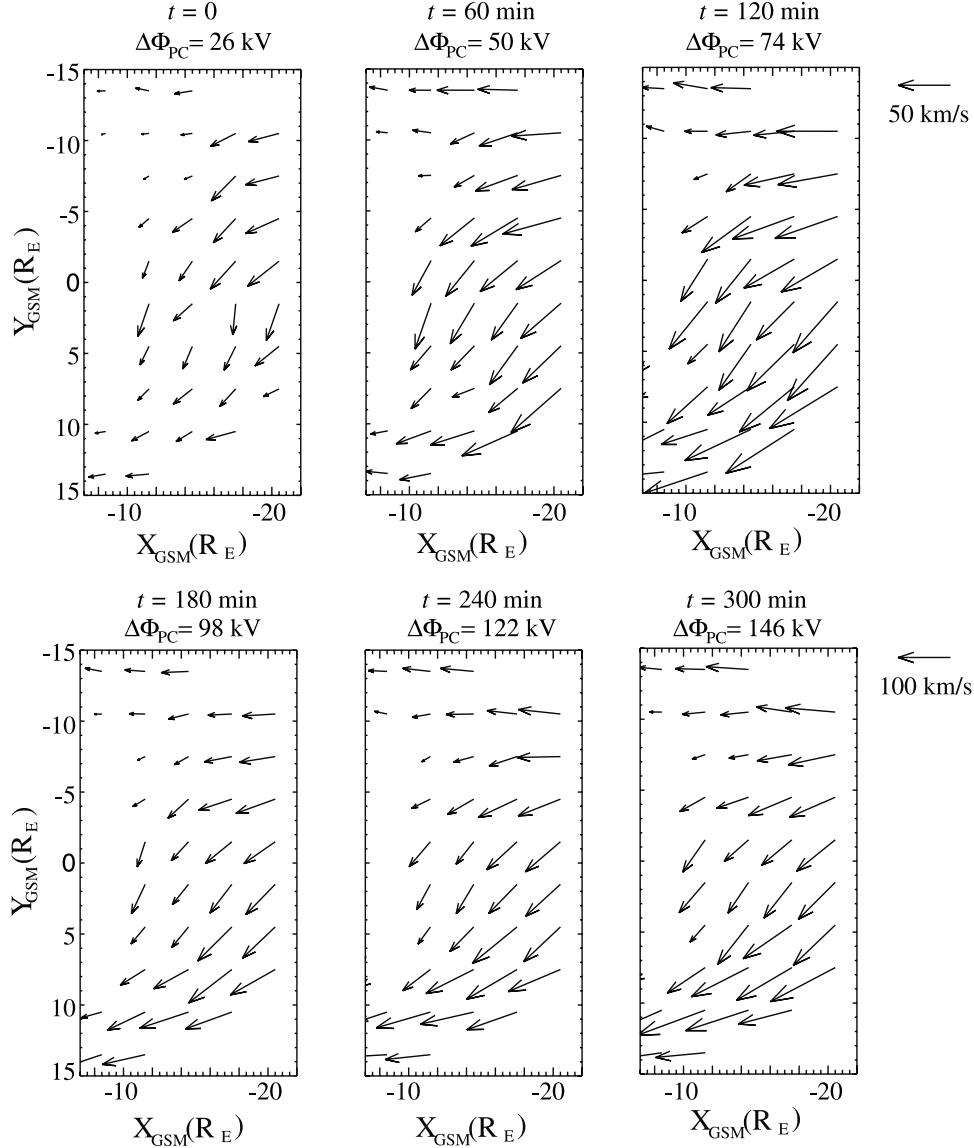 t = 0
ΔΦPC= 26 kV
t = 60 min
ΔΦPC= 50 kV
t = 120 min
ΔΦPC= 74 kV
50 km/s
-15
-10
-5
0
5
10
15
YGSM(RE)
-10 -20
-10 -20
-10 -20
XGSM(RE)
XGSM(RE)
XGSM(RE)
t = 180 min
ΔΦPC= 98 kV
t = 240 min
ΔΦPC= 122 kV
t = 300 min
ΔΦPC= 146 kV
100 km/s
-15
-10
-5
0
5
10
15
YGSM(RE)
-10 -20
-10 -20
-10 -20
XGSM(RE)
XGSM(RE)
XGSM(RE)